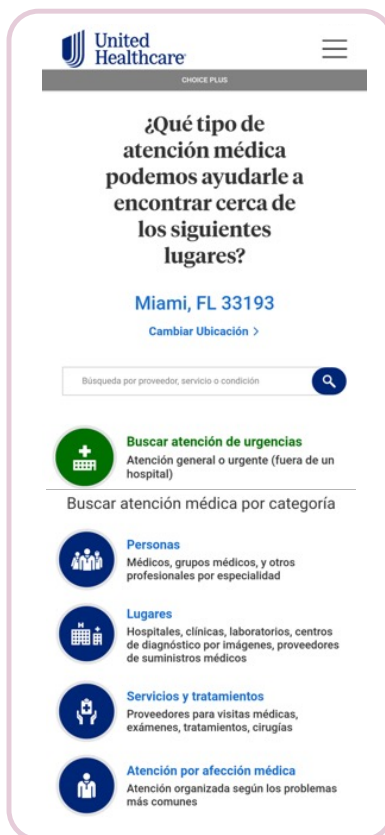 United
Healthcare
CHOICE PLUS
¿Qué tipo de
atención médica
podemos ayudarle a
encontrar cerca de
los siguientes
lugares?
Miami, FL 33193
Cambiar Ubicación >
Búsqueda por proveedor, servicio o condición
Buscar atención de urgencias
Atención general o urgente (fuera de un
hospital)
Buscar atención médica por categoría
Personas
Médicos, grupos médicos, y otros
profesionales por especialidad
Lugares
Hospitales, clínicas, laboratorios, centros
de diagnóstico por imágenes, proveedores
de suministros médicos
Servicios y tratamientos
Proveedores para visitas médicas,
exámenes, tratamientos, cirugías
Atención por afección médica
Atención organizada según los problemas
más comunes